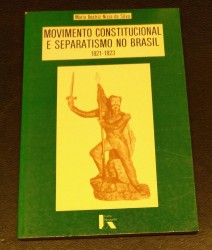 Maria Beatriz Nizza da Silva
MOVIMENTO CONSTITUCIONAL
E SEPARATISMO NO BRASIL
1821-1823